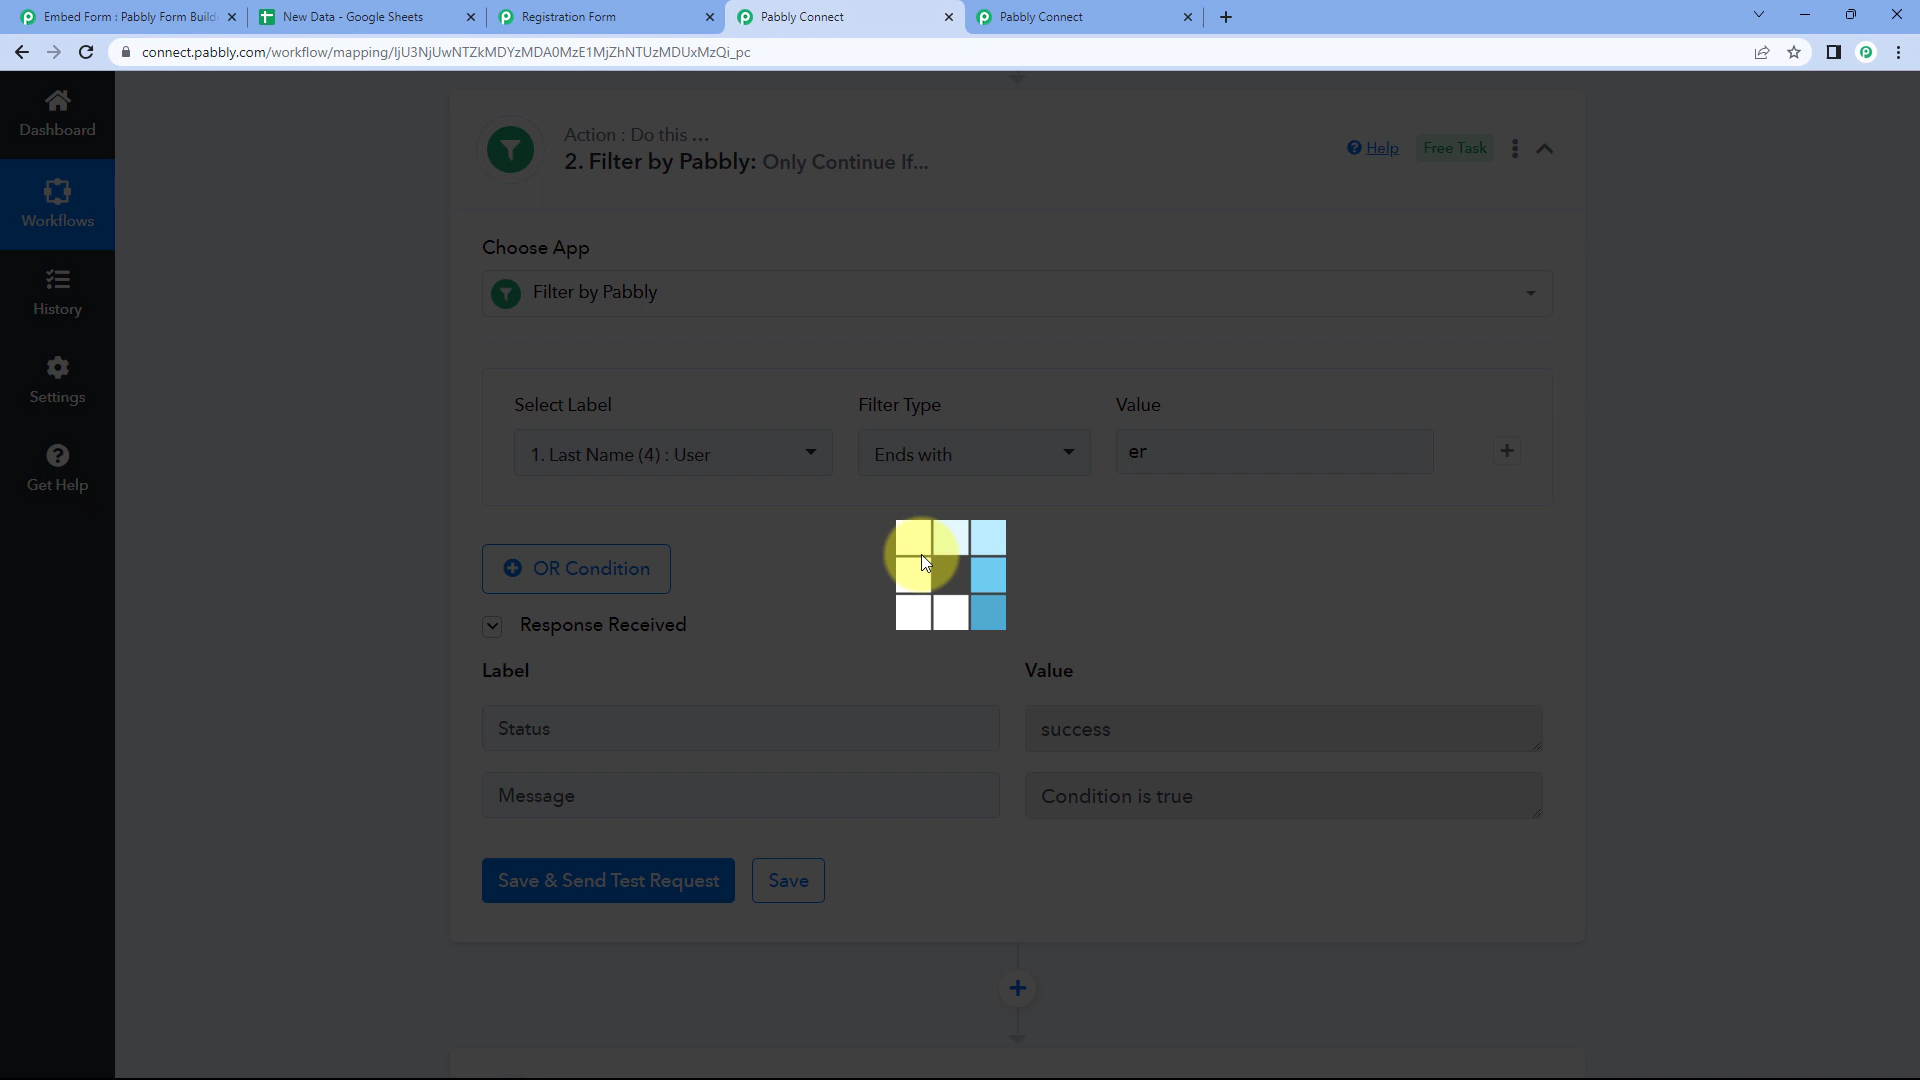 Embed Form : Pabbly Form Build
New Data - Google Sheets
Registration Form
Pabbly Connect
Pabbly Connect
connect.pabbly.com/workflow/mapping/IjU3NjUwNTZkMDYzMDA0MzE1MjZhNTUzMDUxMzQi_pc
Dashboard
Workflows
History
Settings
Get Help
Action : Do this ...
2. Filter by Pabbly: Only Continue If...
Help
Free Task
Choose App
Filter by Pabbly
Select Label
Filter Type
Value
1. Last Name (4) : User
Ends with
er
OR Condition
Response Received
Label
Value
Status
success
Message
Condition is true
Save & Send Test Request
Save